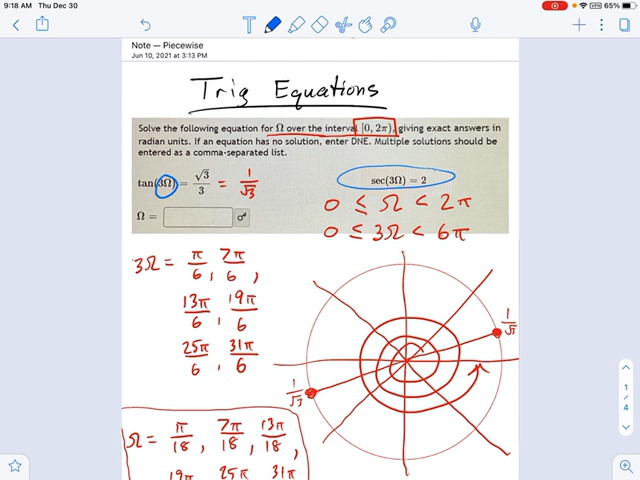 9:18 AM Thu Dec 30
VPN 65%
Note — Piecewise
Jun 10, 2021 at 3:13 PM
Trig Equations
Solve the following equation for Ω over the interval [0, 2π), giving exact answers in
radian units. If an equation has no solution, enter DNE. Multiple solutions should be
entered as a comma-separated list.
tan(3Ω) = √3/3 = 1/√3
sec(3Ω) = 2
Ω =
0 ≤ Ω < 2π
0 ≤ 3Ω < 6π
3Ω = π/6, 7π/6,
13π/6, 19π/6
25π/6, 31π/6
1/√3
1/√3
Ω = π/18, 7π/18, 13π/18,
19π 25π 31π
1/4